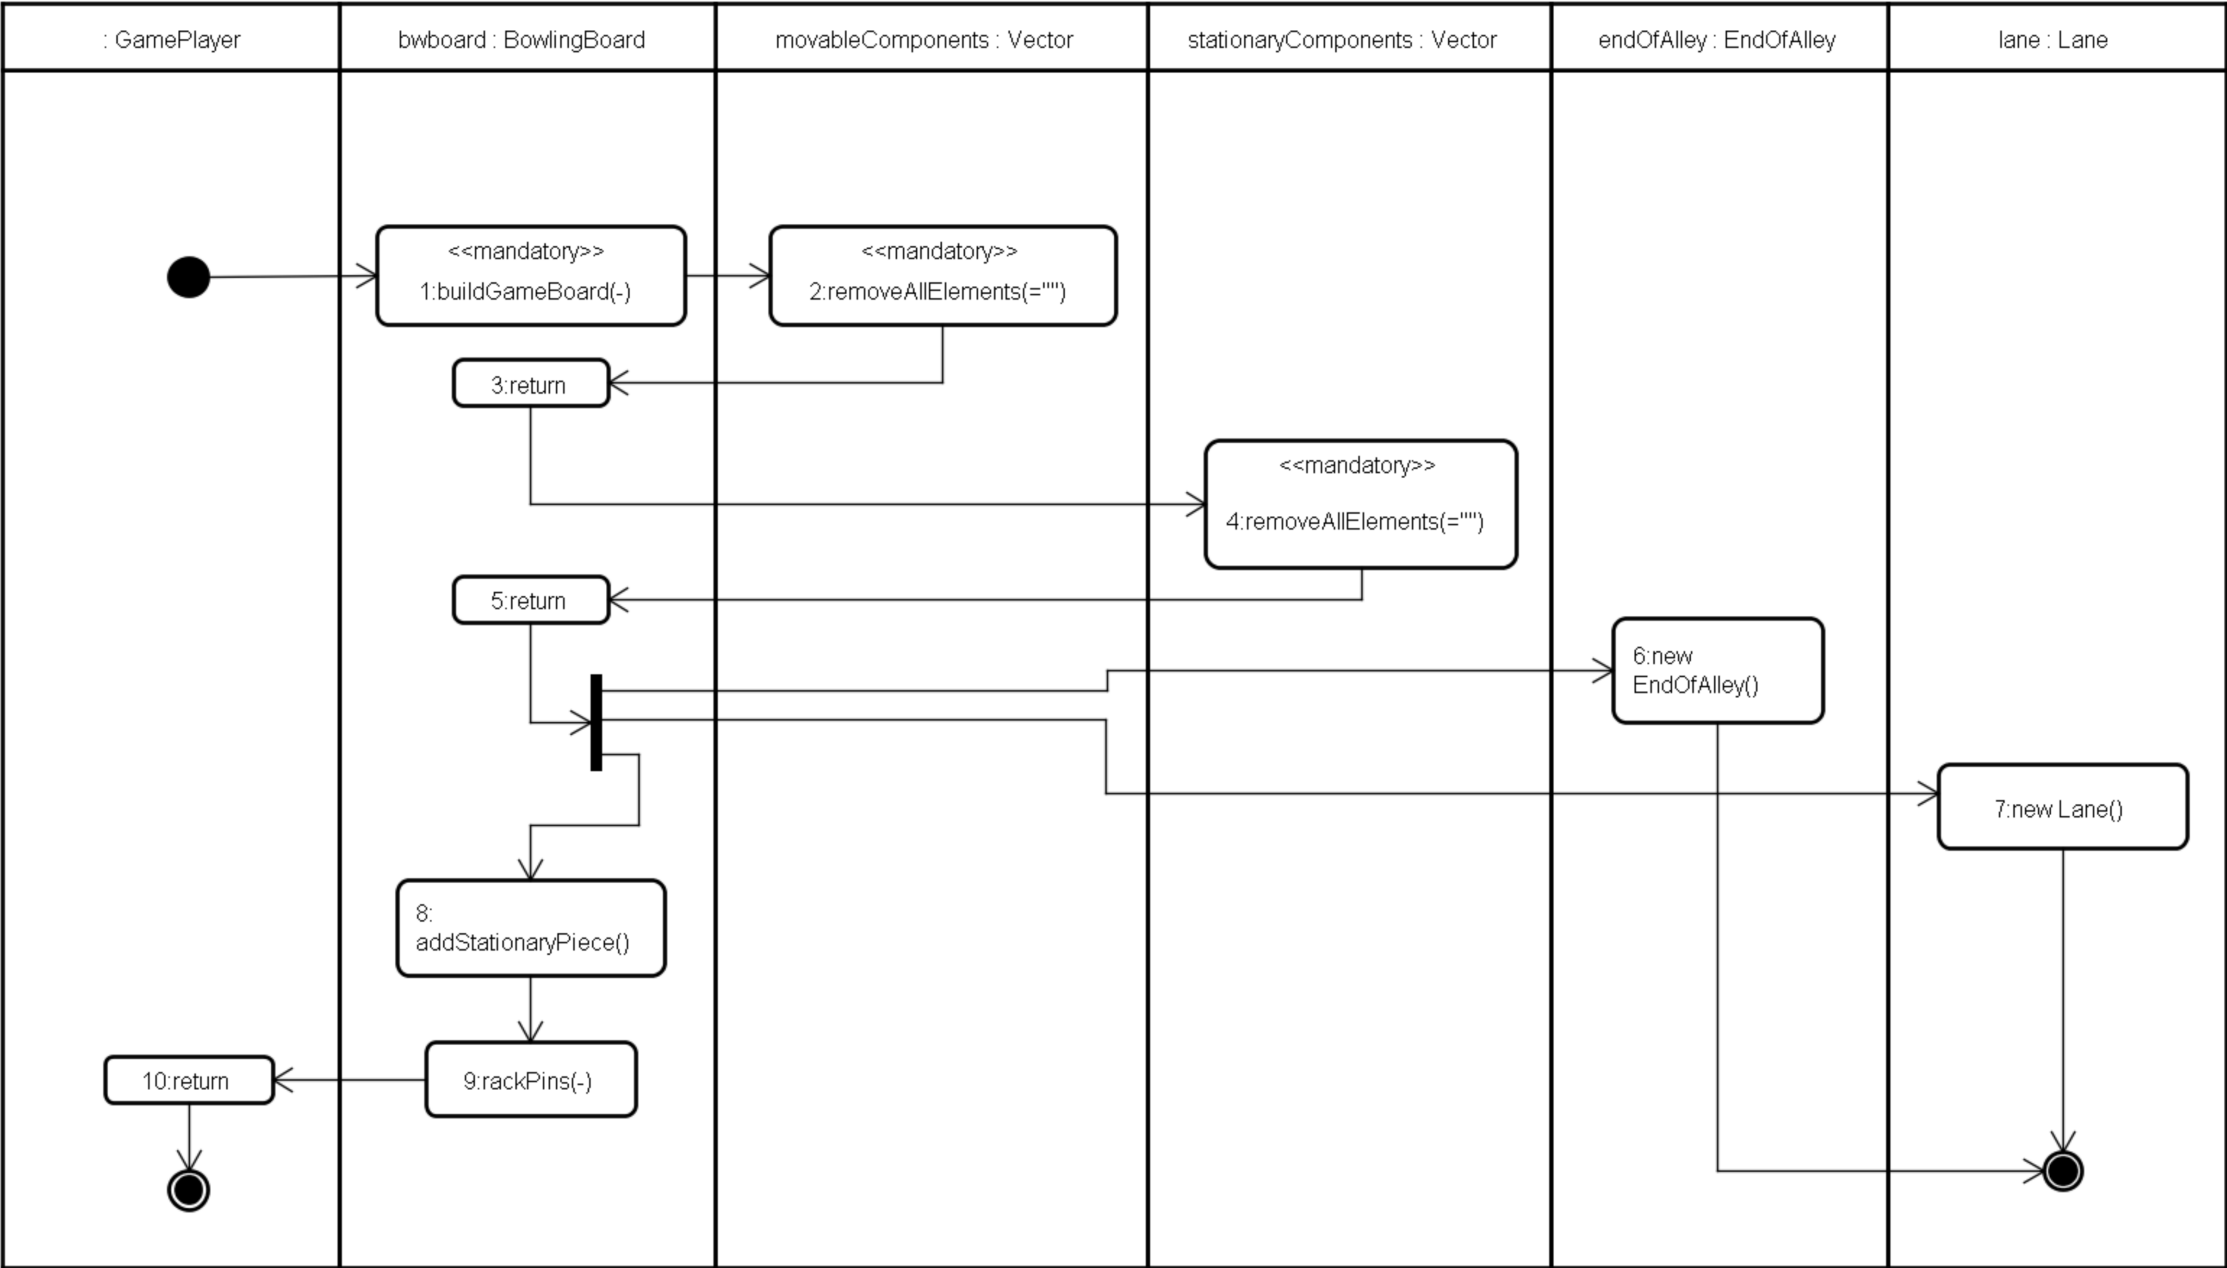 : GamePlayer
bwboard : BowlingBoard
movableComponents : Vector
stationaryComponents : Vector
endOfAlley : EndOfAlley
lane : Lane
<<mandatory>>
1:buildGameBoard(-)
<<mandatory>>
2:removeAllElements(="")
3:return
<<mandatory>>
4:removeAllElements(="")
5:return
6:new
EndOfAlley()
7:new Lane()
8:
addStationaryPiece()
9:rackPins(-)
10:return